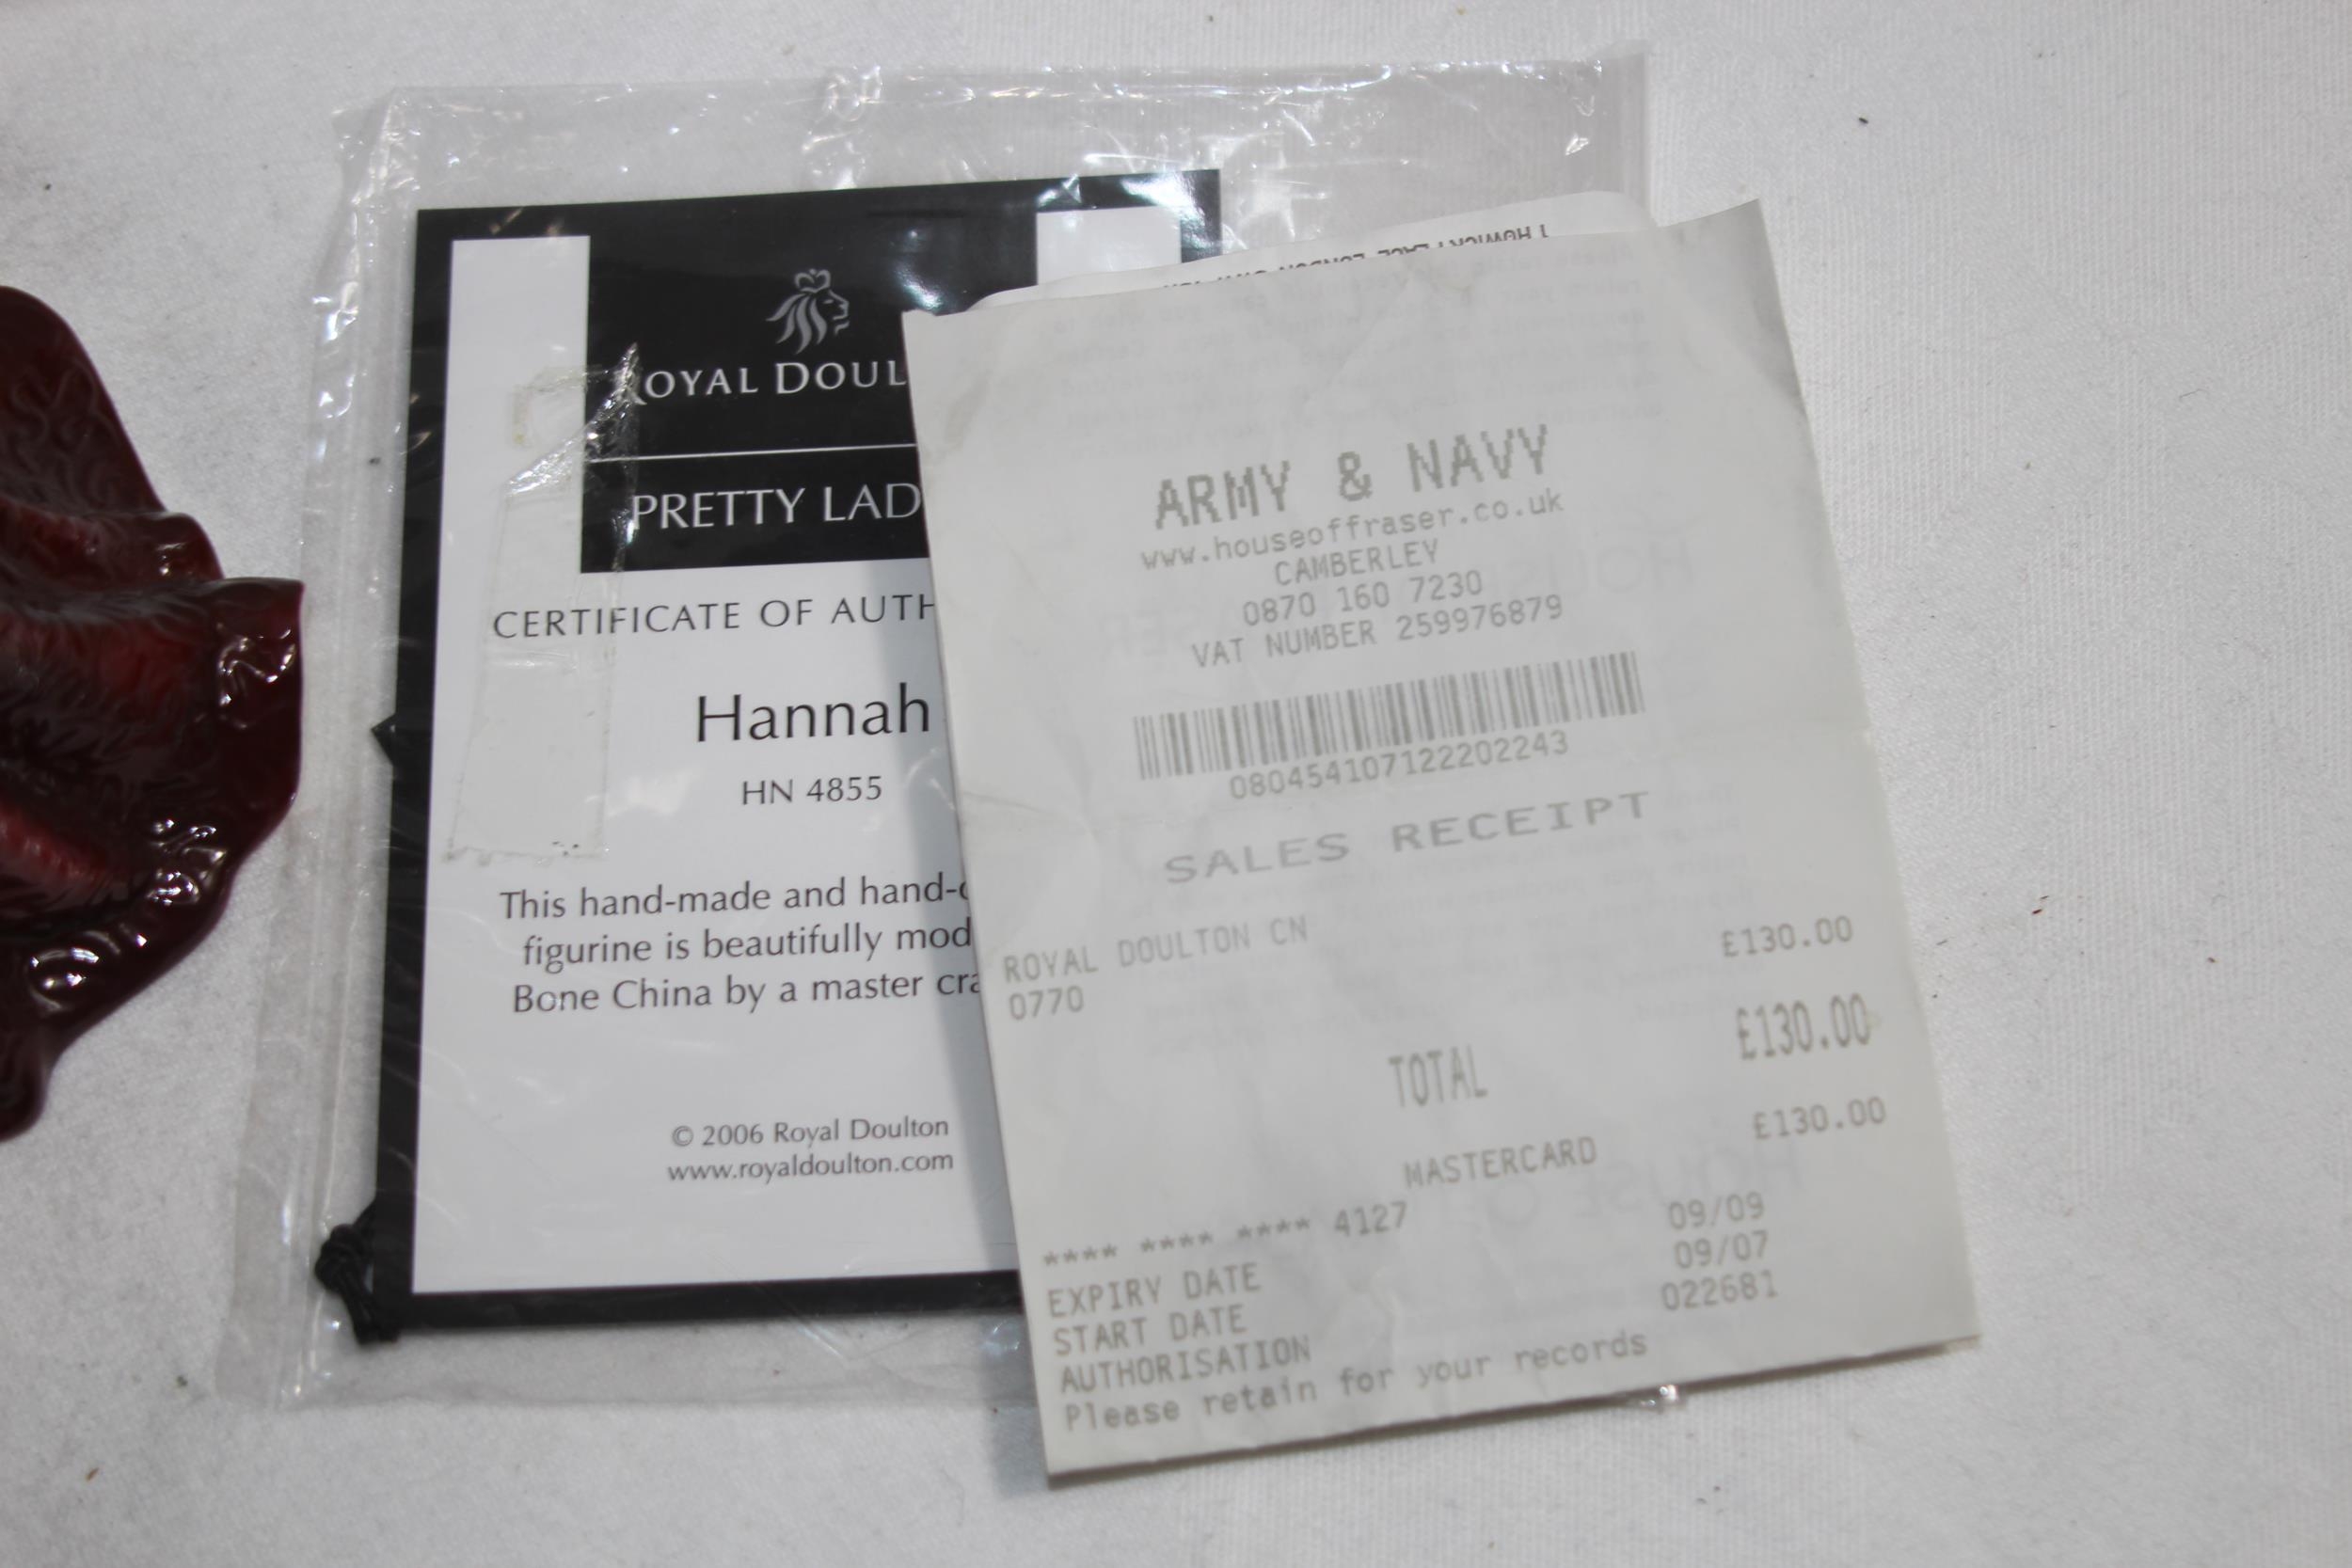 ROYAL DOUL
PRETTY LAD
CERTIFICATE OF AUTH
Hannah
HN 4855
This hand-made and hand-
figurine is beautifully mod
Bone China by a master cra
© 2006 Royal Doulton
www.royaldoulton.com
ARMY & NAVY
www.houseoffraser.co.uk
CAMBERLEY
0870 160 7230
VAT NUMBER 259976879
080454107122202243
SALES RECEIPT
ROYAL DOULTON CN £130.00
0770
TOTAL £130.00
MASTERCARD £130.00
**** **** **** 4127
EXPIRY DATE 09/09
START DATE 09/07
AUTHORISATION 022681
Please retain for your records